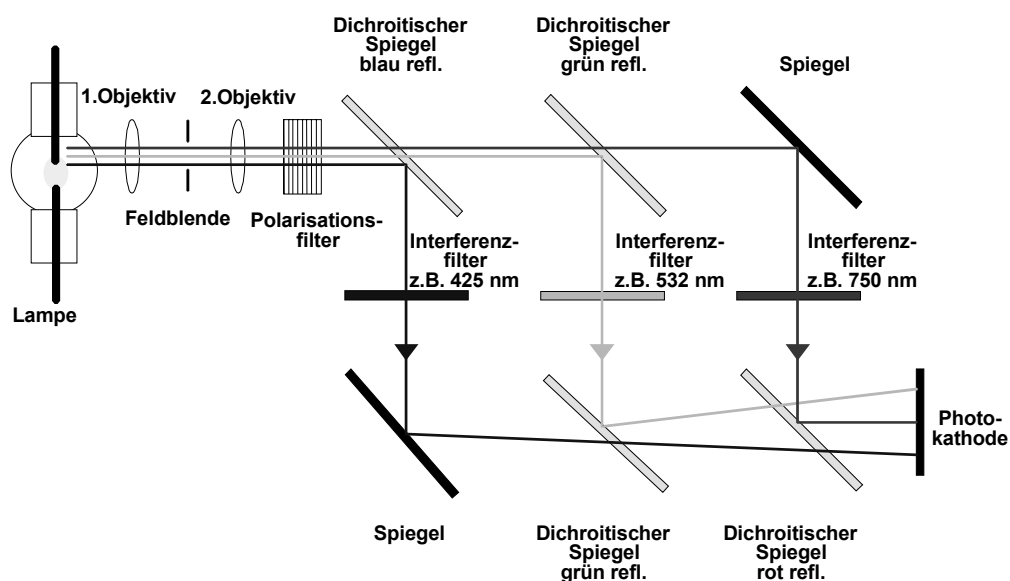 Dichroitischer
Spiegel
blau refl.
Dichroitischer
Spiegel
grün refl.
Spiegel
1.Objektiv
2.Objektiv
Feldblende
Polarisations-
filter
Lampe
Interferenz-
filter
z.B. 425 nm
Interferenz-
filter
z.B. 532 nm
Interferenz-
filter
z.B. 750 nm
Photo-
kathode
Spiegel
Dichroitischer
Spiegel
grün refl.
Dichroitischer
Spiegel
rot refl.